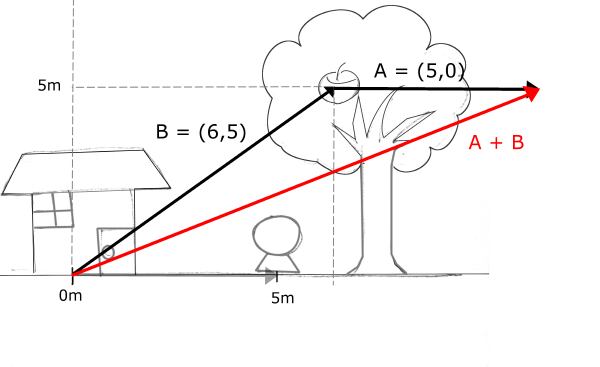 A = (5,0)
5m
B = (6,5)
A + B
0m
5m